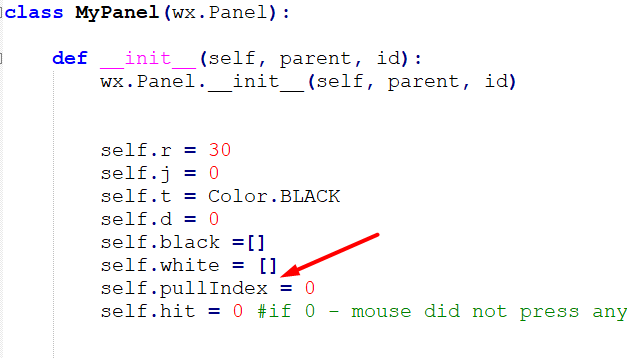 class MyPanel(wx.Panel):
def __init__(self, parent, id):
wx.Panel.__init__(self, parent, id)
self.r = 30
self.j = 0
self.t = Color.BLACK
self.d = 0
self.black =[]
self.white = []
self.pullIndex = 0
self.hit = 0 #if 0 - mouse did not press any